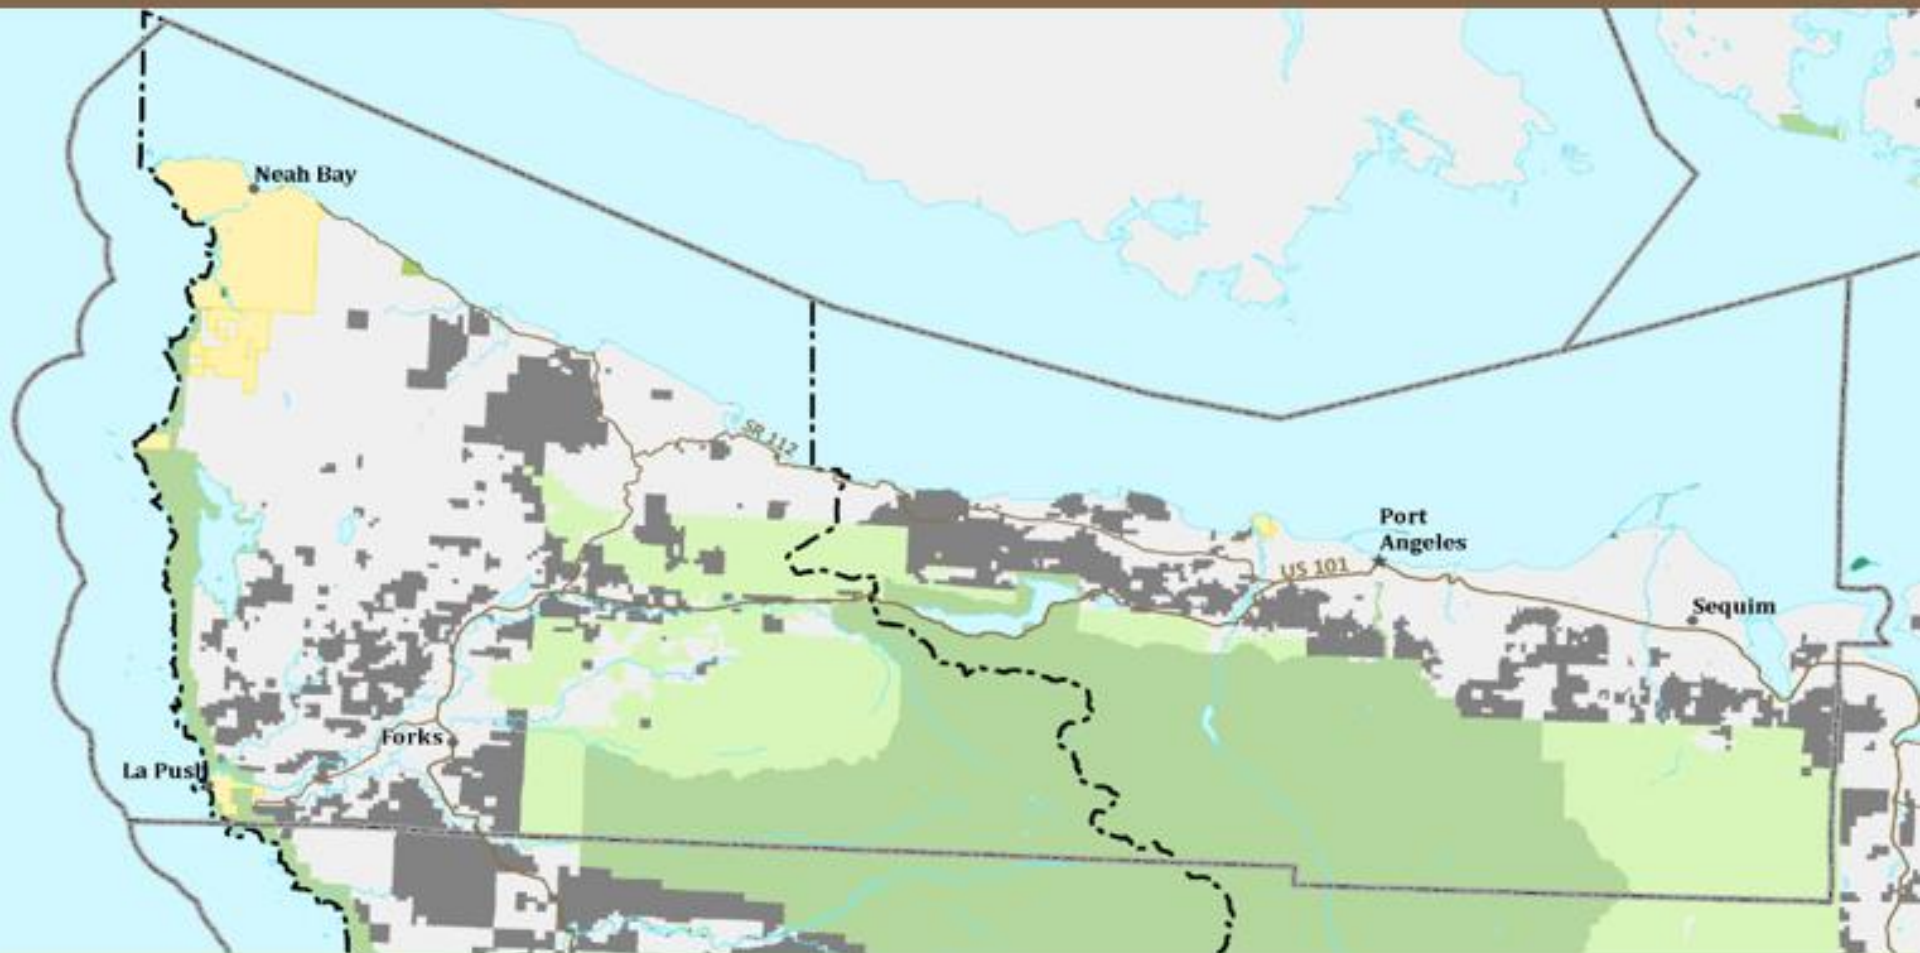 Neah Bay
SR 112
Port
Angeles
US 101
Sequim
Forks
La Push